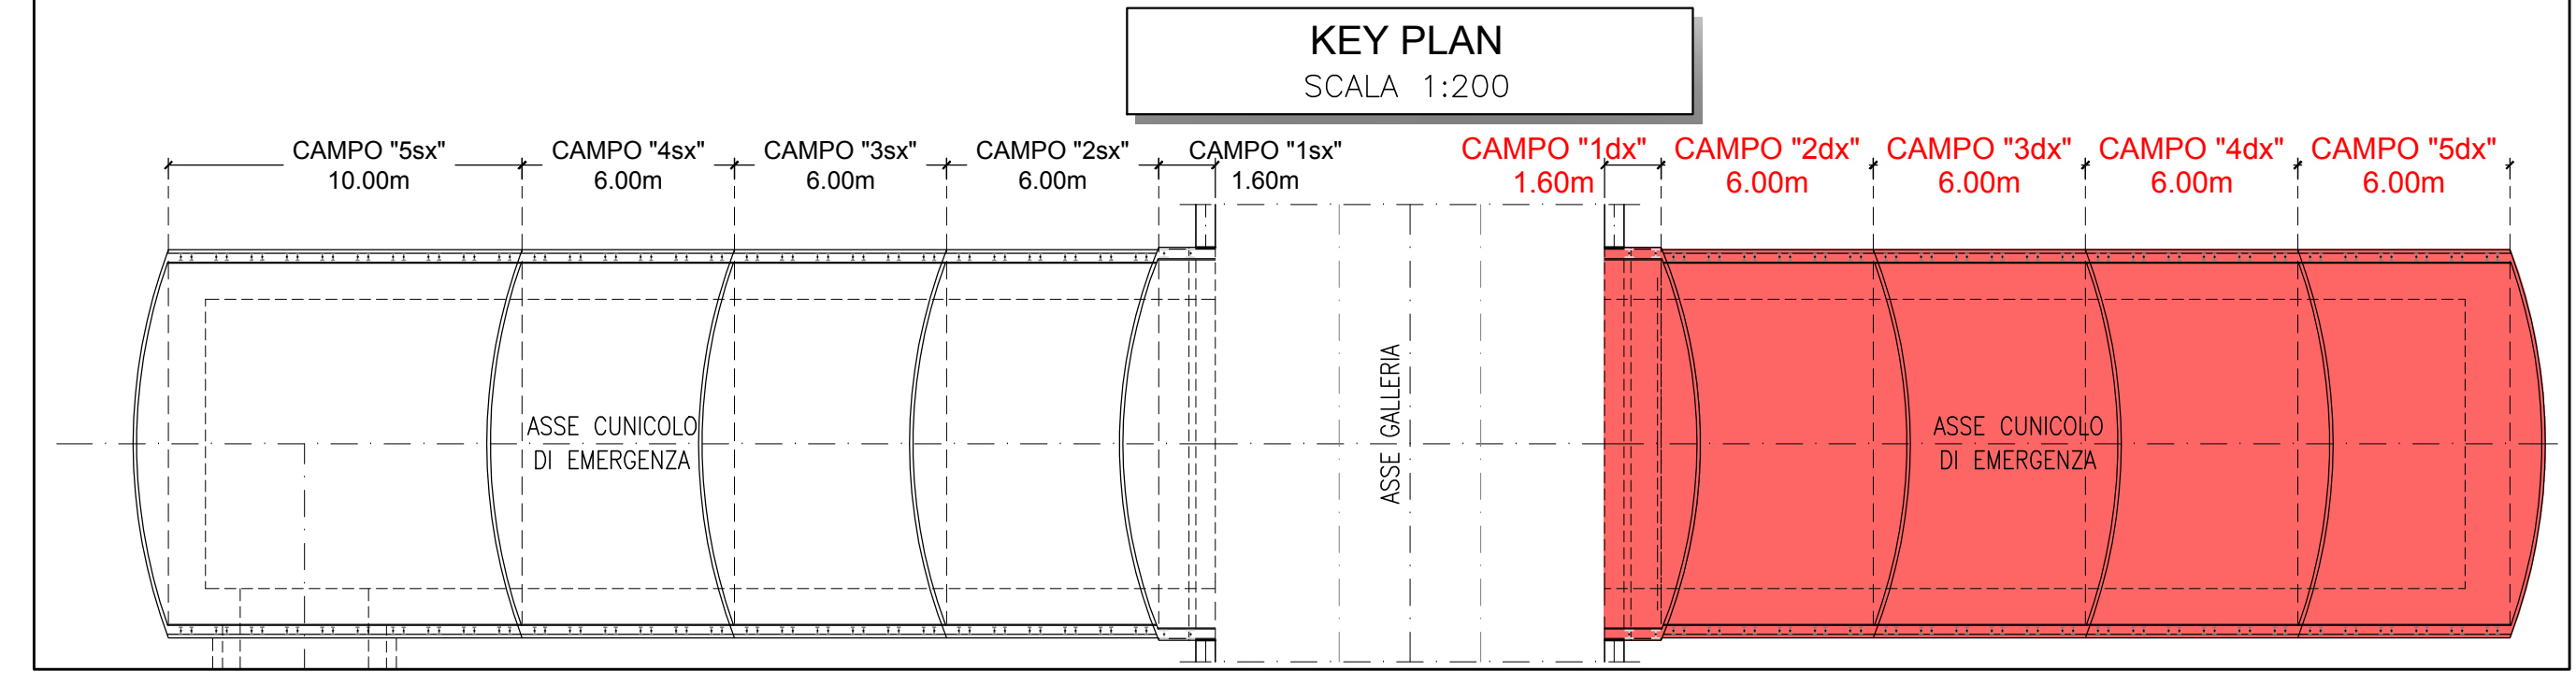 KEY PLAN
SCALA 1:200
CAMPO "5sx"
10.00m
CAMPO "4sx"
6.00m
CAMPO "3sx"
6.00m
CAMPO "2sx"
6.00m
CAMPO "1sx"
1.60m
CAMPO "1dx"
1.60m
CAMPO "2dx"
6.00m
CAMPO "3dx"
6.00m
CAMPO "4dx"
6.00m
CAMPO "5dx"
6.00m
ASSE CUNICOLO
DI EMERGENZA
ASSE GALLERIA
ASSE CUNICOLO
DI EMERGENZA